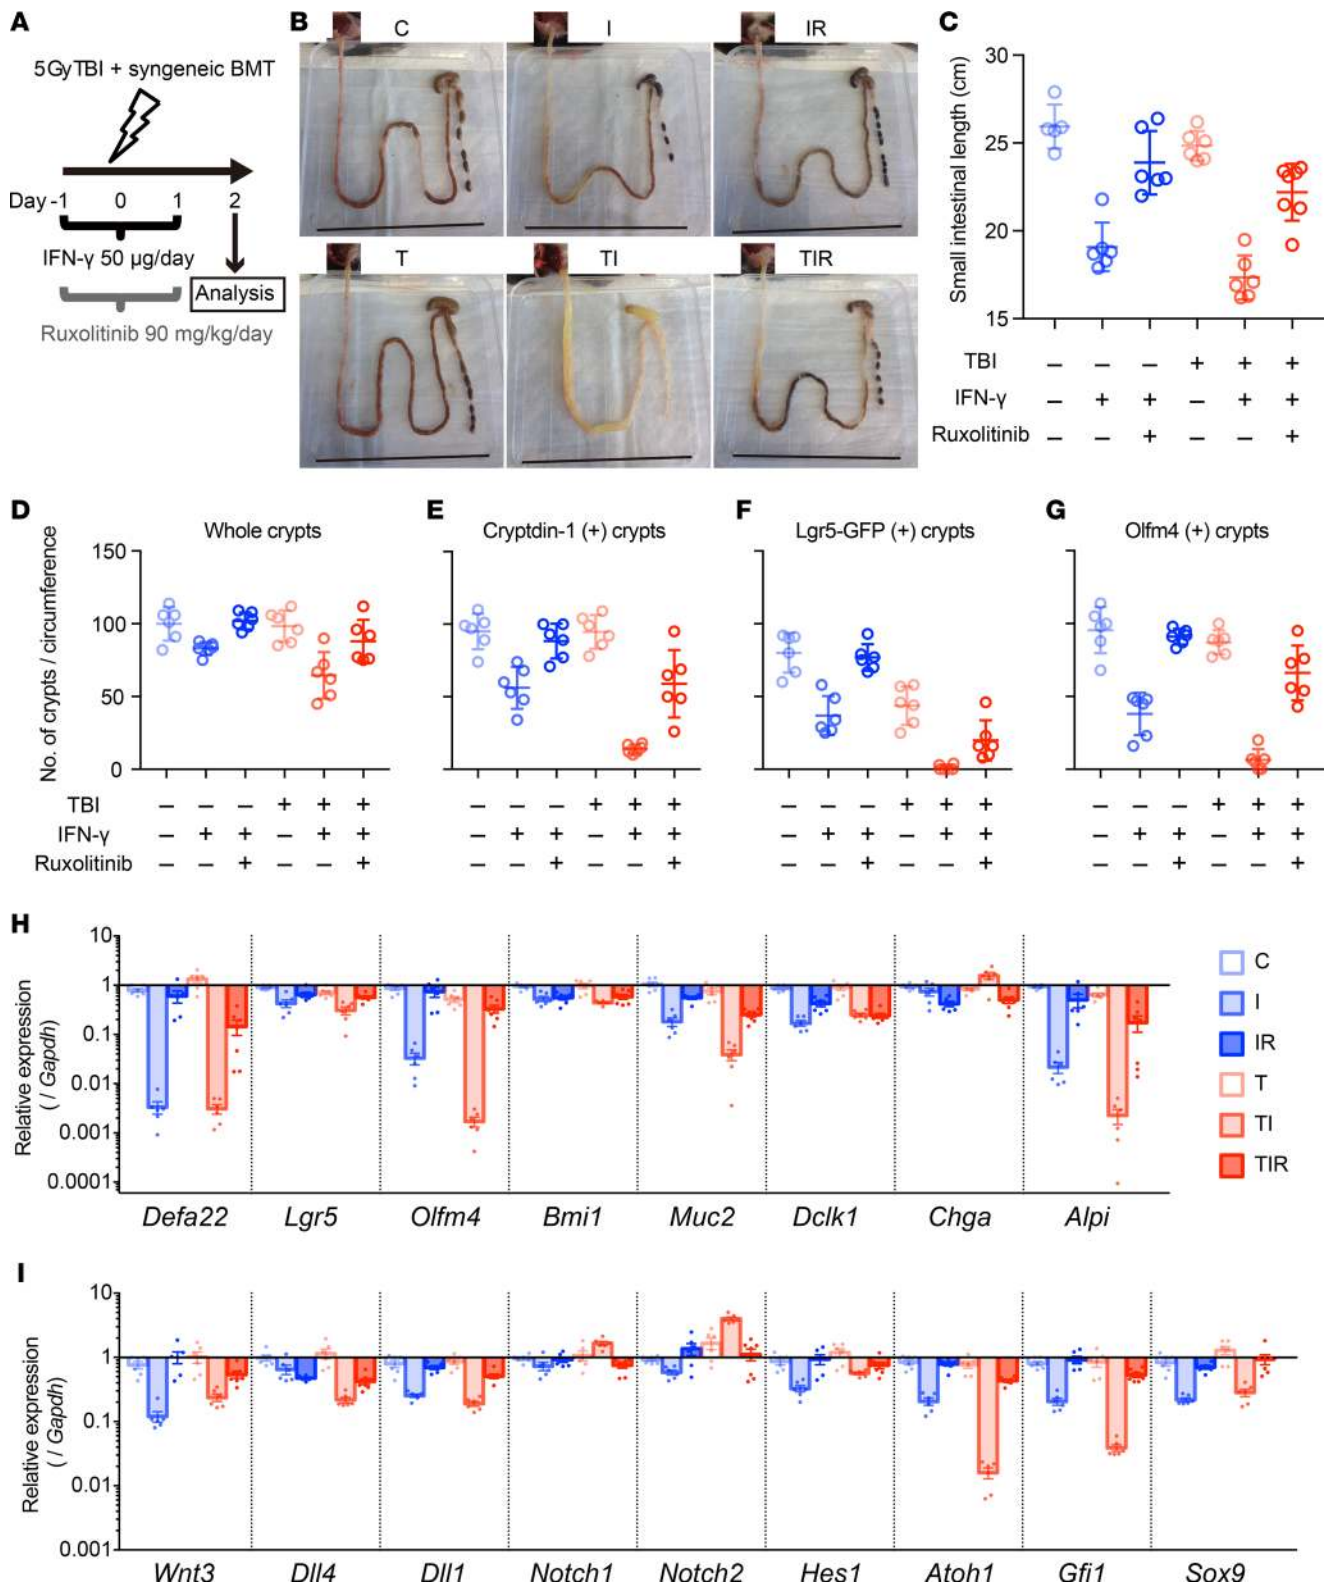 A
5GyTBI + syngeneic BMT
Day -1 0 1 2
IFN-γ 50 µg/day
Analysis
Ruxolitinib 90 mg/kg/day
B
C I IR
T TI TIR
C
Small intestinal length (cm)
30
25
20
15
TBI − − − + + +
IFN-γ − + + − + +
Ruxolitinib − − + − − +
D Whole crypts
E Cryptdin-1 (+) crypts
F Lgr5-GFP (+) crypts
G Olfm4 (+) crypts
No. of crypts / circumference
150
100
50
0
TBI − − − + + + − − − + + + − − − + + + − − − + + +
IFN-γ − + + − + + − + + − + + − + + − + + − + + − + +
Ruxolitinib − − + − − + − − + − − + − − + − − + − − + − − +
H
Relative expression
( / Gapdh)
10
1
0.1
0.01
0.001
0.0001
Defa22 Lgr5 Olfm4 Bmi1 Muc2 Dclk1 Chga Alpi
C
I
IR
T
TI
TIR
I
Relative expression
( / Gapdh)
10
1
0.1
0.01
0.001
Wnt3 Dll4 Dll1 Notch1 Notch2 Hes1 Atoh1 Gfi1 Sox9